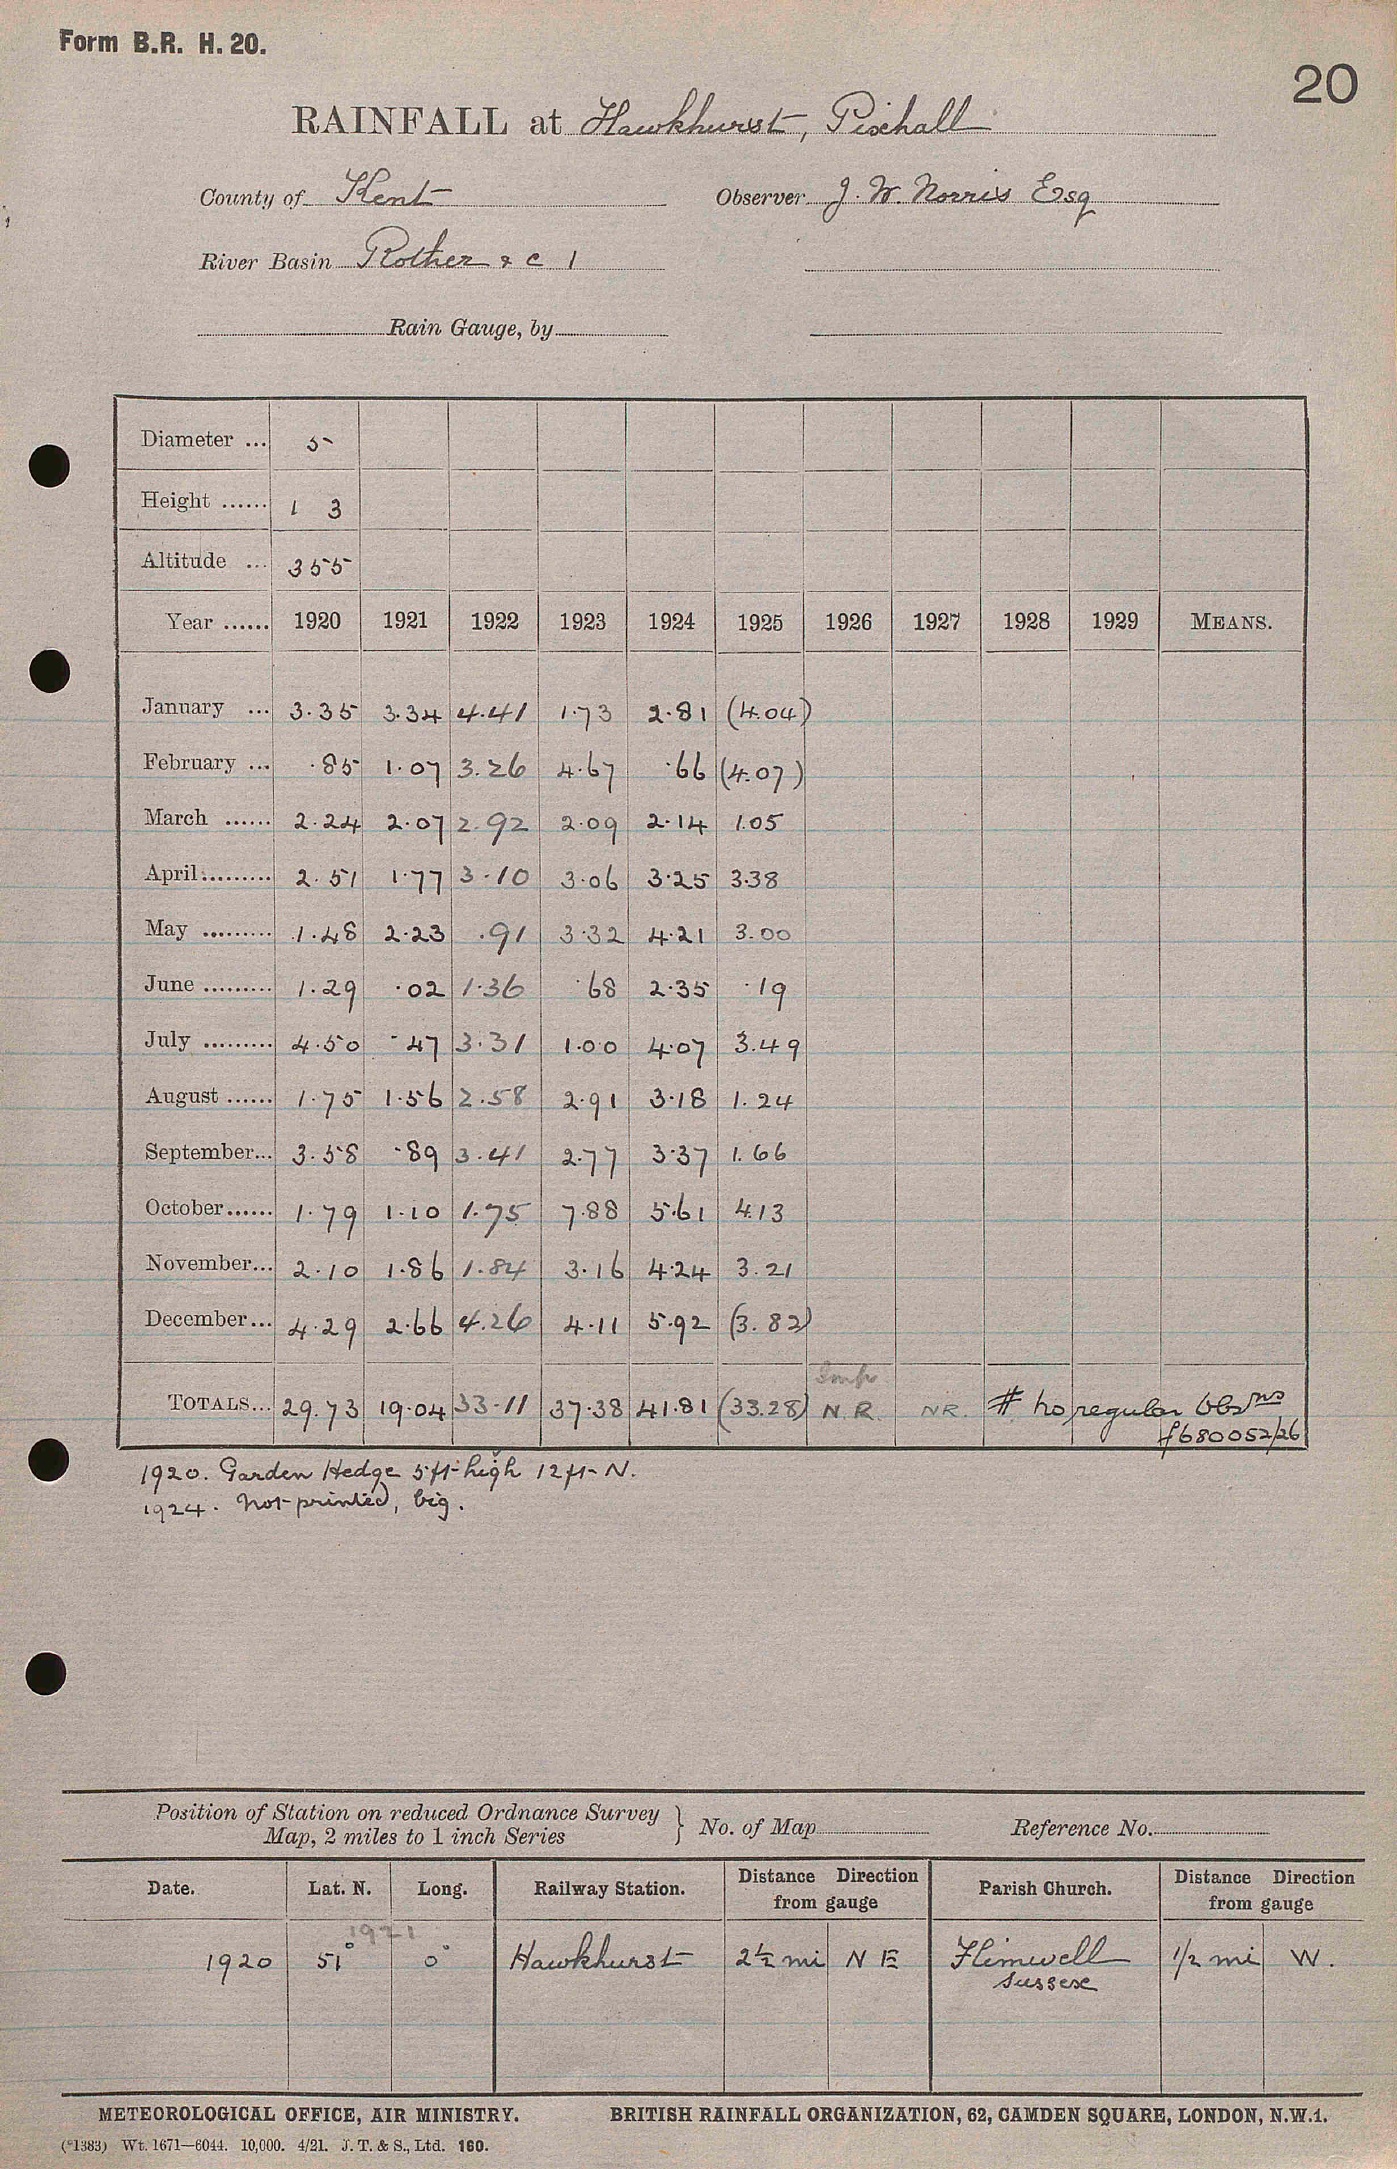 Form B.R. H. 20.
20
RAINFALL at Hawkhurst, Pixhall
County of Kent Observer J. W. Norris Esq
River Basin Rother & c 1
Rain Gauge, by
Diameter ... 5
Height ...... 1 3
Altitude ... 355
Year ...... 1920 1921 1922 1923 1924 1925 1926 1927 1928 1929 MEANS.
January ... 3.35 3.34 4.41 1.73 2.81 (4.04)
February ... .85 1.07 3.26 4.67 .66 (4.07)
March ...... 2.24 2.07 2.92 2.09 2.14 1.05
April......... 2.51 1.77 3.10 3.06 3.25 3.38
May ......... 1.48 2.23 .91 3.32 4.21 3.00
June ......... 1.29 .02 1.36 .68 2.35 .19
July ......... 4.50 .47 3.31 1.00 4.07 3.49
August ...... 1.75 1.56 2.58 2.91 3.18 1.24
September... 3.58 .89 3.41 2.77 3.37 1.66
October...... 1.79 1.10 1.75 7.88 5.61 4.13
November... 2.10 1.86 1.84 3.16 4.24 3.21
December... 4.29 2.66 4.26 4.11 5.92 (3.82)
Imp
TOTALS... 29.73 19.04 33.11 37.38 41.81 (33.28) N.R. NR. # no regular Obsns
f680052/26
1920. Garden Hedge 5ft high 12ft N.
1924. Not printed, big.
Position of Station on reduced Ordnance Survey
Map, 2 miles to 1 inch Series } No. of Map Reference No.
Date. Lat. N. Long. Railway Station. Distance Direction from gauge Parish Church. Distance Direction from gauge
1921
1920 51° 0° Hawkhurst 2½ mi N E Flimwell 1/2 mi W.
Sussex
METEOROLOGICAL OFFICE, AIR MINISTRY. BRITISH RAINFALL ORGANIZATION, 62, CAMDEN SQUARE, LONDON, N.W.1.
(*1383) Wt. 1671—6044. 10,000. 4/21. J. T. & S., Ltd. 160.